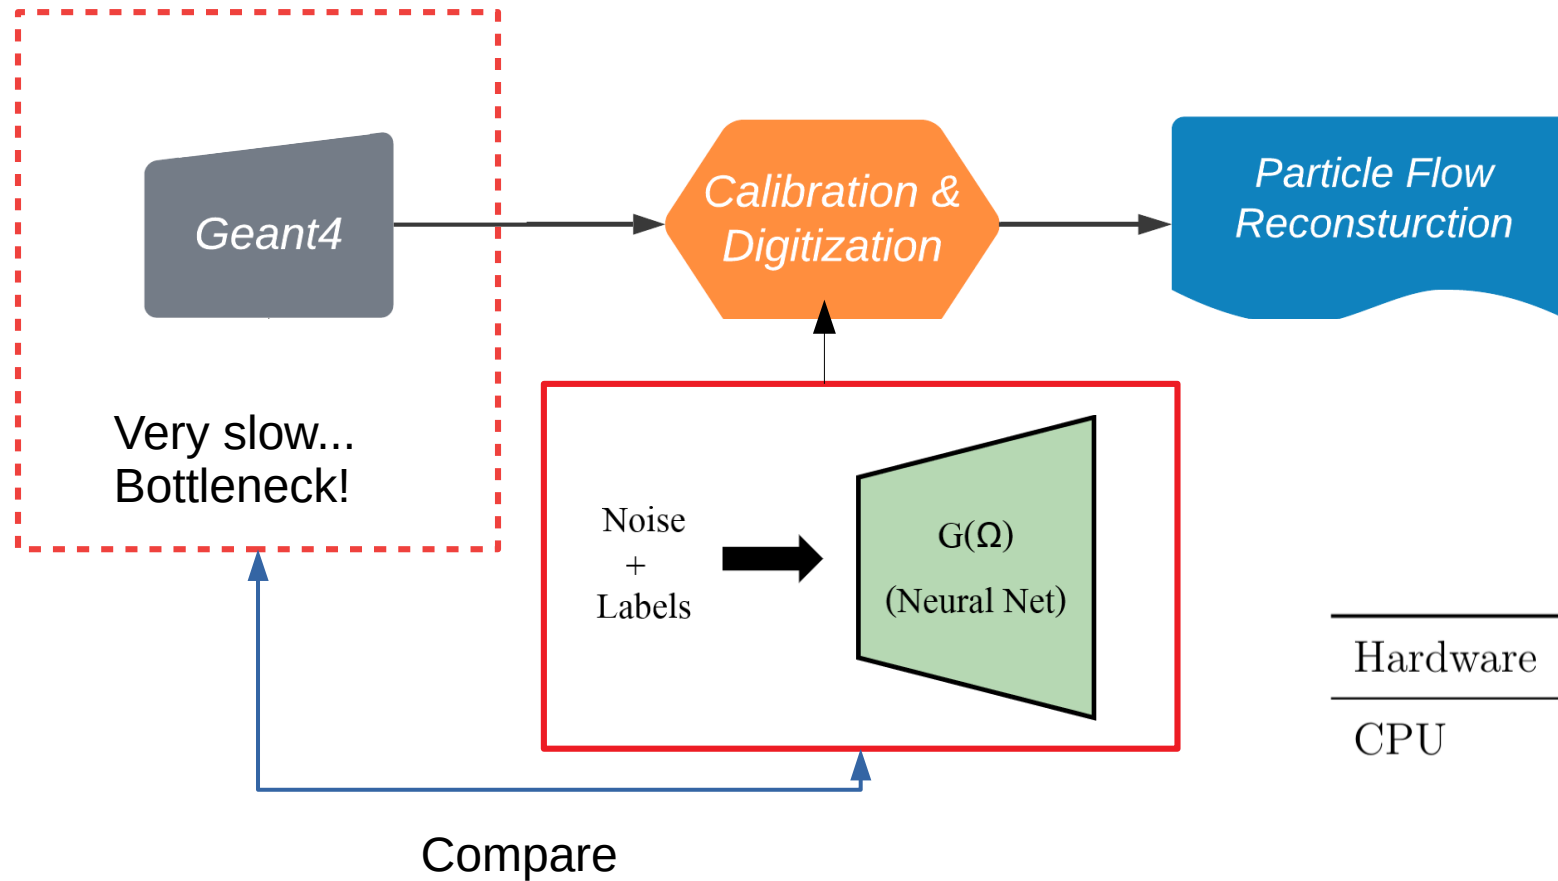 Geant4
Calibration &
Digitization
Particle Flow
Reconsturction
Very slow...
Bottleneck!
Noise
+
Labels
G(Ω)
(Neural Net)
Hardware
CPU
Compare